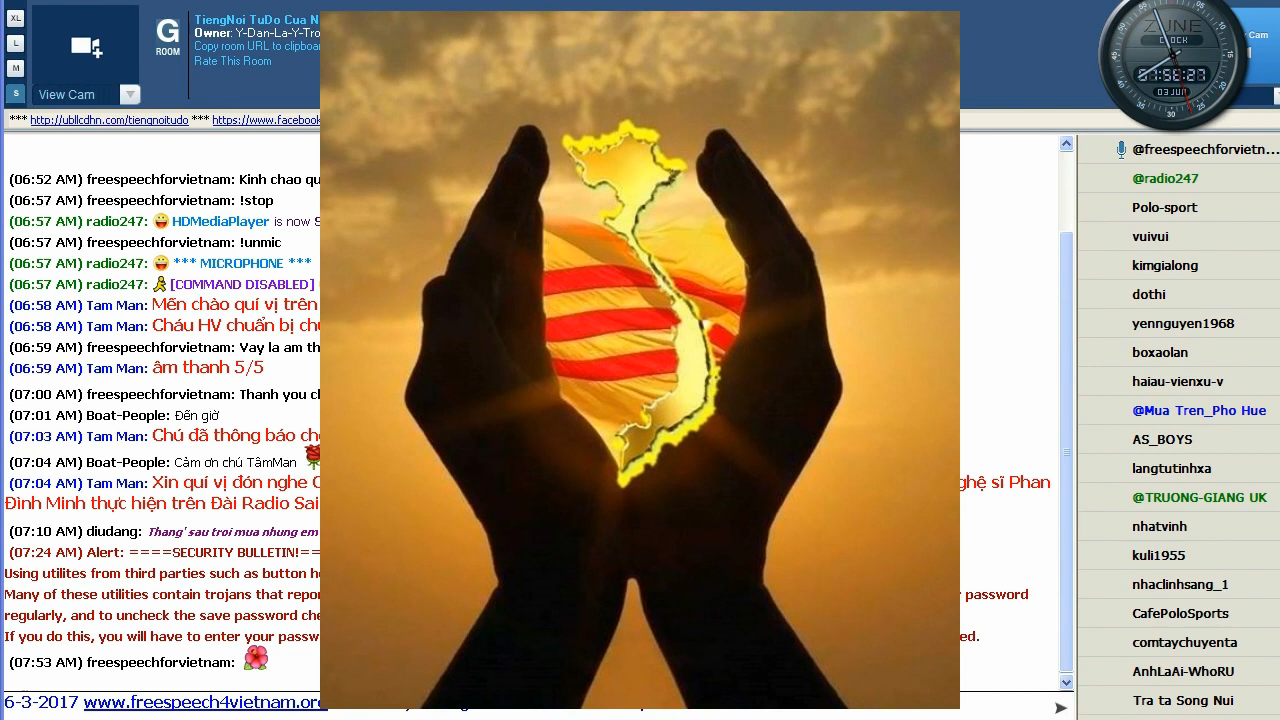 XL
L
M
S
View Cam
G
ROOM
TiengNoi TuDo Cua N
Owner: Y-Dan-La-Y-Tro
Copy room URL to clipboar
Rate This Room
*** http://ubllcdhn.com/tiengnoitudo *** https://www.facebook
ZUNE
CLOCK
03 JUN
Cam
(06:52 AM) freespeechforvietnam: Kinh chao qu
(06:57 AM) freespeechforvietnam: !stop
(06:57 AM) radio247: HDMediaPlayer is now S
(06:57 AM) freespeechforvietnam: !unmic
(06:57 AM) radio247: *** MICROPHONE ***
(06:57 AM) radio247: [COMMAND DISABLED]
(06:58 AM) Tam Man: Mến chào quí vị trên
(06:58 AM) Tam Man: Cháu HV chuẩn bị chu
(06:59 AM) freespeechforvietnam: Vay la am th
(06:59 AM) Tam Man: âm thanh 5/5
(07:00 AM) freespeechforvietnam: Thank you c
(07:01 AM) Boat-People: Đến giờ
(07:03 AM) Tam Man: Chú đã thông báo ch
(07:04 AM) Boat-People: Cảm ơn chú TâmMan
(07:04 AM) Tam Man: Xin quí vị đón nghe
ghệ sĩ Phan
Đình Minh thực hiện trên Đài Radio Sai
(07:10 AM) diudang: Thang' sau troi mua nhung em
(07:24 AM) Alert: ====SECURITY BULLETIN!==
Using utilites from third parties such as button h
Many of these utilities contain trojans that repor
password
regularly, and to uncheck the save password che
If you do this, you will have to enter your passw
ed.
(07:53 AM) freespeechforvietnam:
6-3-2017 www.freespeech4vietnam.org
@freespeechforvietn...
@radio247
Polo-sport
vuivui
kimgialong
dothi
yennguyen1968
boxaolan
haiau-vienxu-v
@Mua Tren_Pho Hue
AS_BOYS
langtutinhxa
@TRUONG-GIANG UK
nhatvinh
kuli1955
nhaclinhsang_1
CafePoloSports
comtaychuyenta
AnhLaAi-WhoRU
Tra ta Song Nui